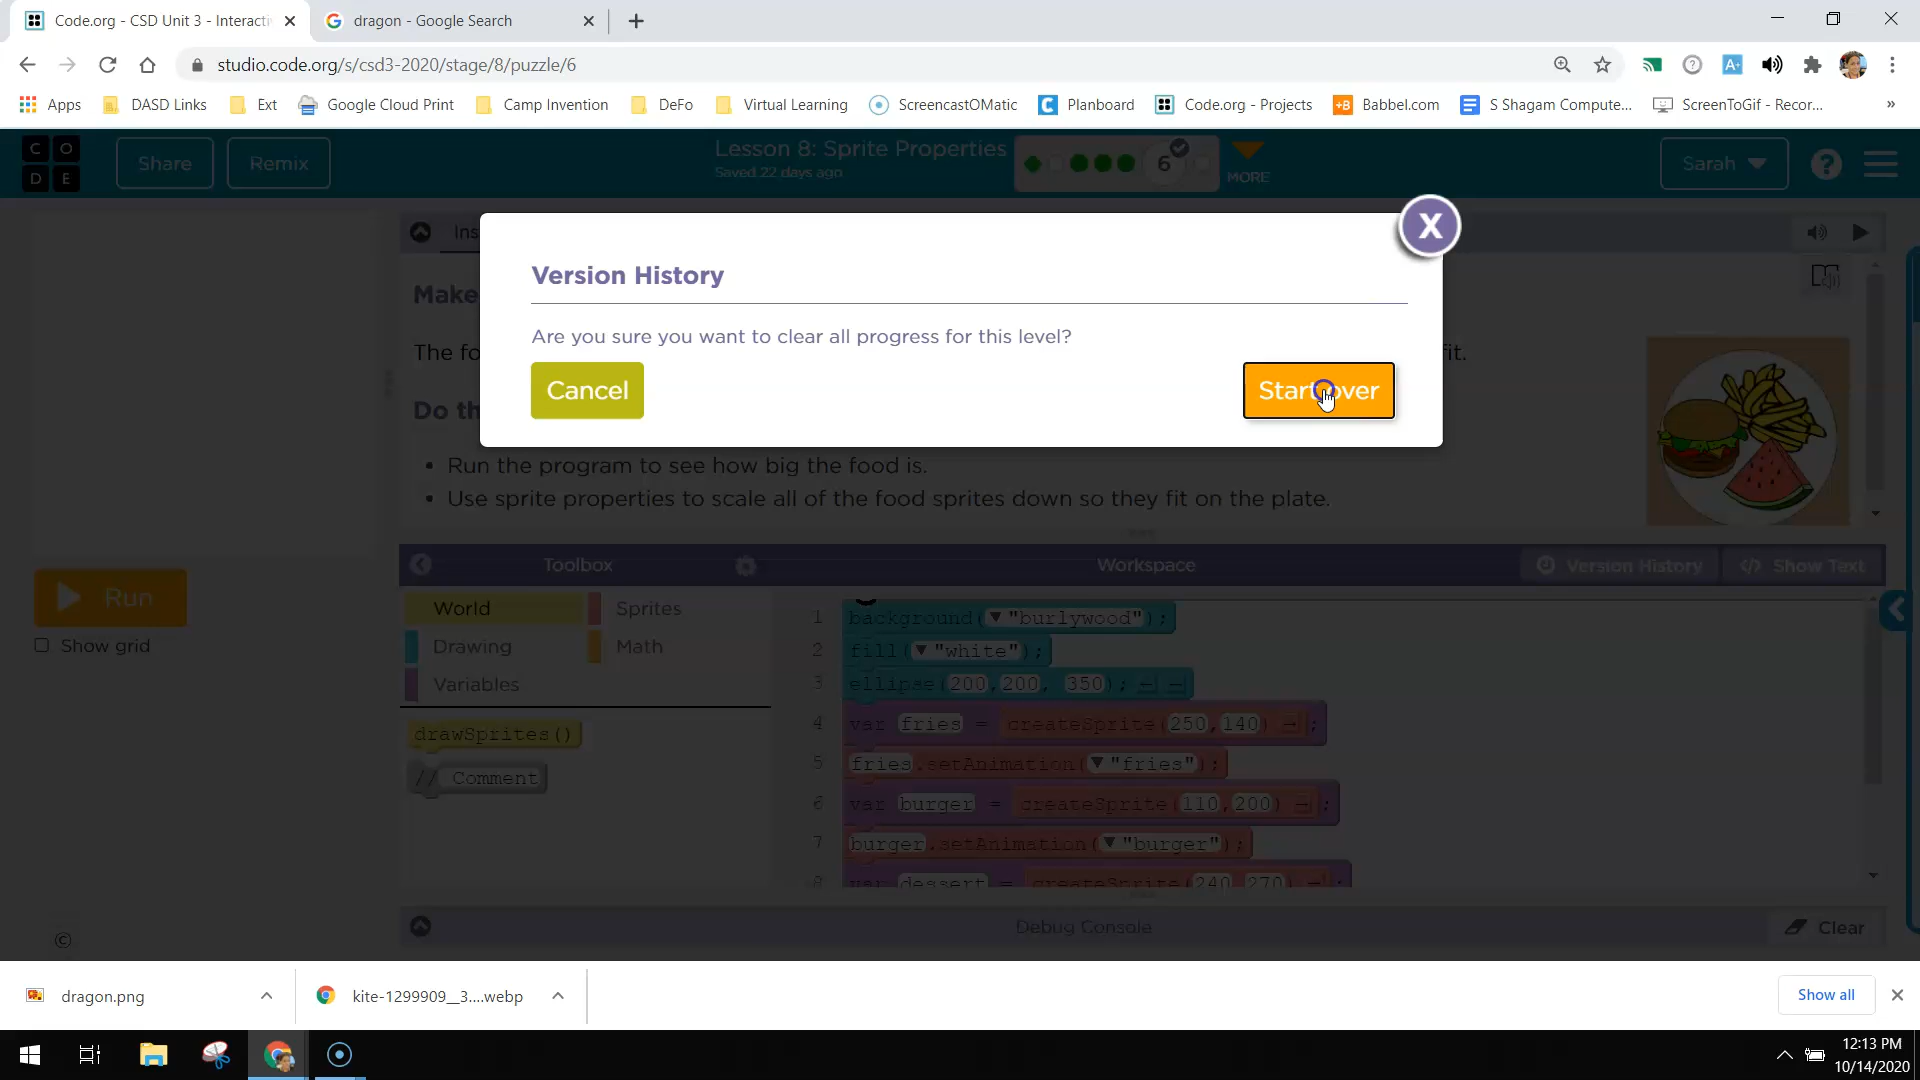 Code.org - CSD Unit 3 - Interacti
dragon - Google Search
studio.code.org/s/csd3-2020/stage/8/puzzle/6
Apps
DASD Links
Ext
Google Cloud Print
Camp Invention
DeFo
Virtual Learning
ScreencastOMatic
Planboard
Code.org - Projects
Babbel.com
S Shagam Compute...
ScreenToGif - Recor...
»
C O
D E
Share
Remix
Lesson 8: Sprite Properties
Saved 22 days ago
6
MORE
Sarah
?
Ins
X
Version History
Make
Are you sure you want to clear all progress for this level?
The fo
fit.
Cancel
Start over
Do th
• Run the program to see how big the food is.
• Use sprite properties to scale all of the food sprites down so they fit on the plate.
Toolbox
Workspace
Version History
</> Show Text
Run
Show grid
World
Sprites
Drawing
Math
Variables
drawSprites()
// Comment
1 background("burlywood");
2 fill("white");
3 ellipse(200,200, 350);
4 var fries = createSprite(250,140);
5 fries.setAnimation("fries");
6 var burger = createSprite(110,200);
7 burger.setAnimation("burger");
8 var dessert = createSprite(240,270);
Debug Console
Clear
©
dragon.png
kite-1299909__3....webp
Show all
12:13 PM
10/14/2020